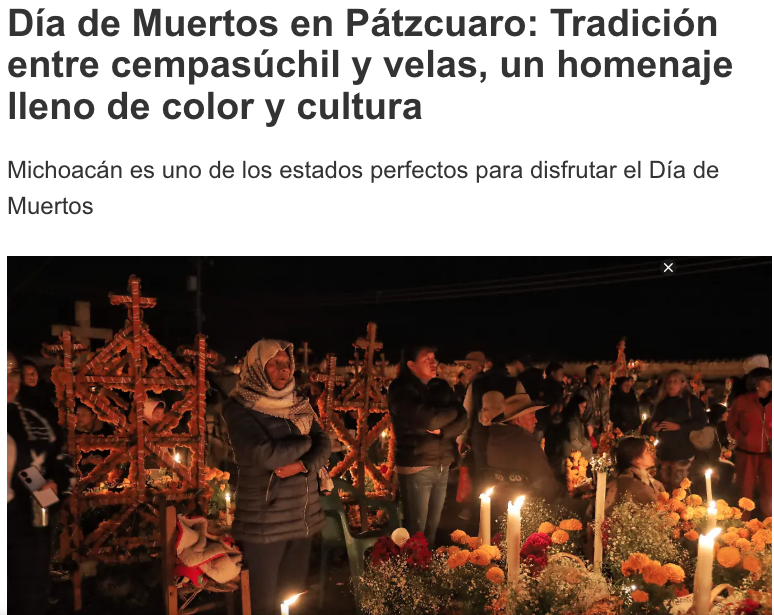 Día de Muertos en Pátzcuaro: Tradición
entre cempasúchil y velas, un homenaje
lleno de color y cultura
Michoacán es uno de los estados perfectos para disfrutar el Día de
Muertos